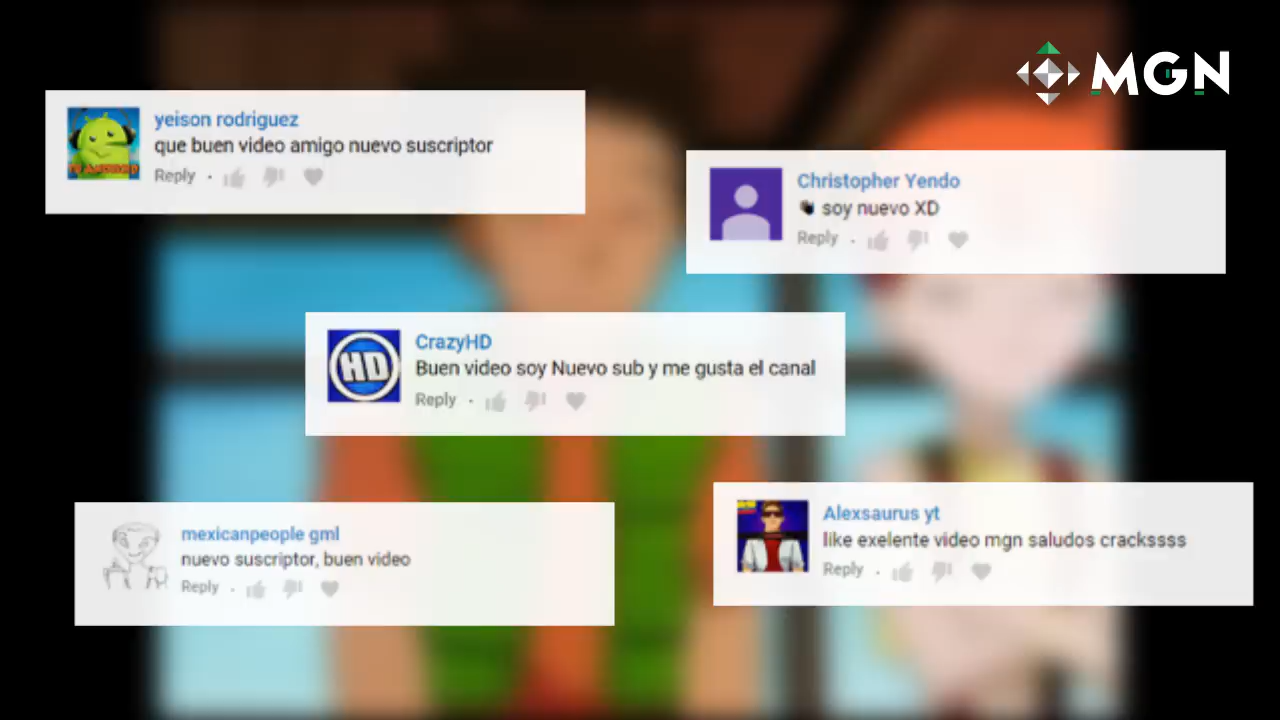 MGN
yeison rodriguez
que buen video amigo nuevo suscriptor
Reply
Christopher Yendo
soy nuevo XD
Reply
HD
CrazyHD
Buen video soy Nuevo sub y me gusta el canal
Reply
mexicanpeople gml
nuevo suscriptor, buen video
Reply
Alexsaurus yt
like exelente video mgn saludos crackssss
Reply